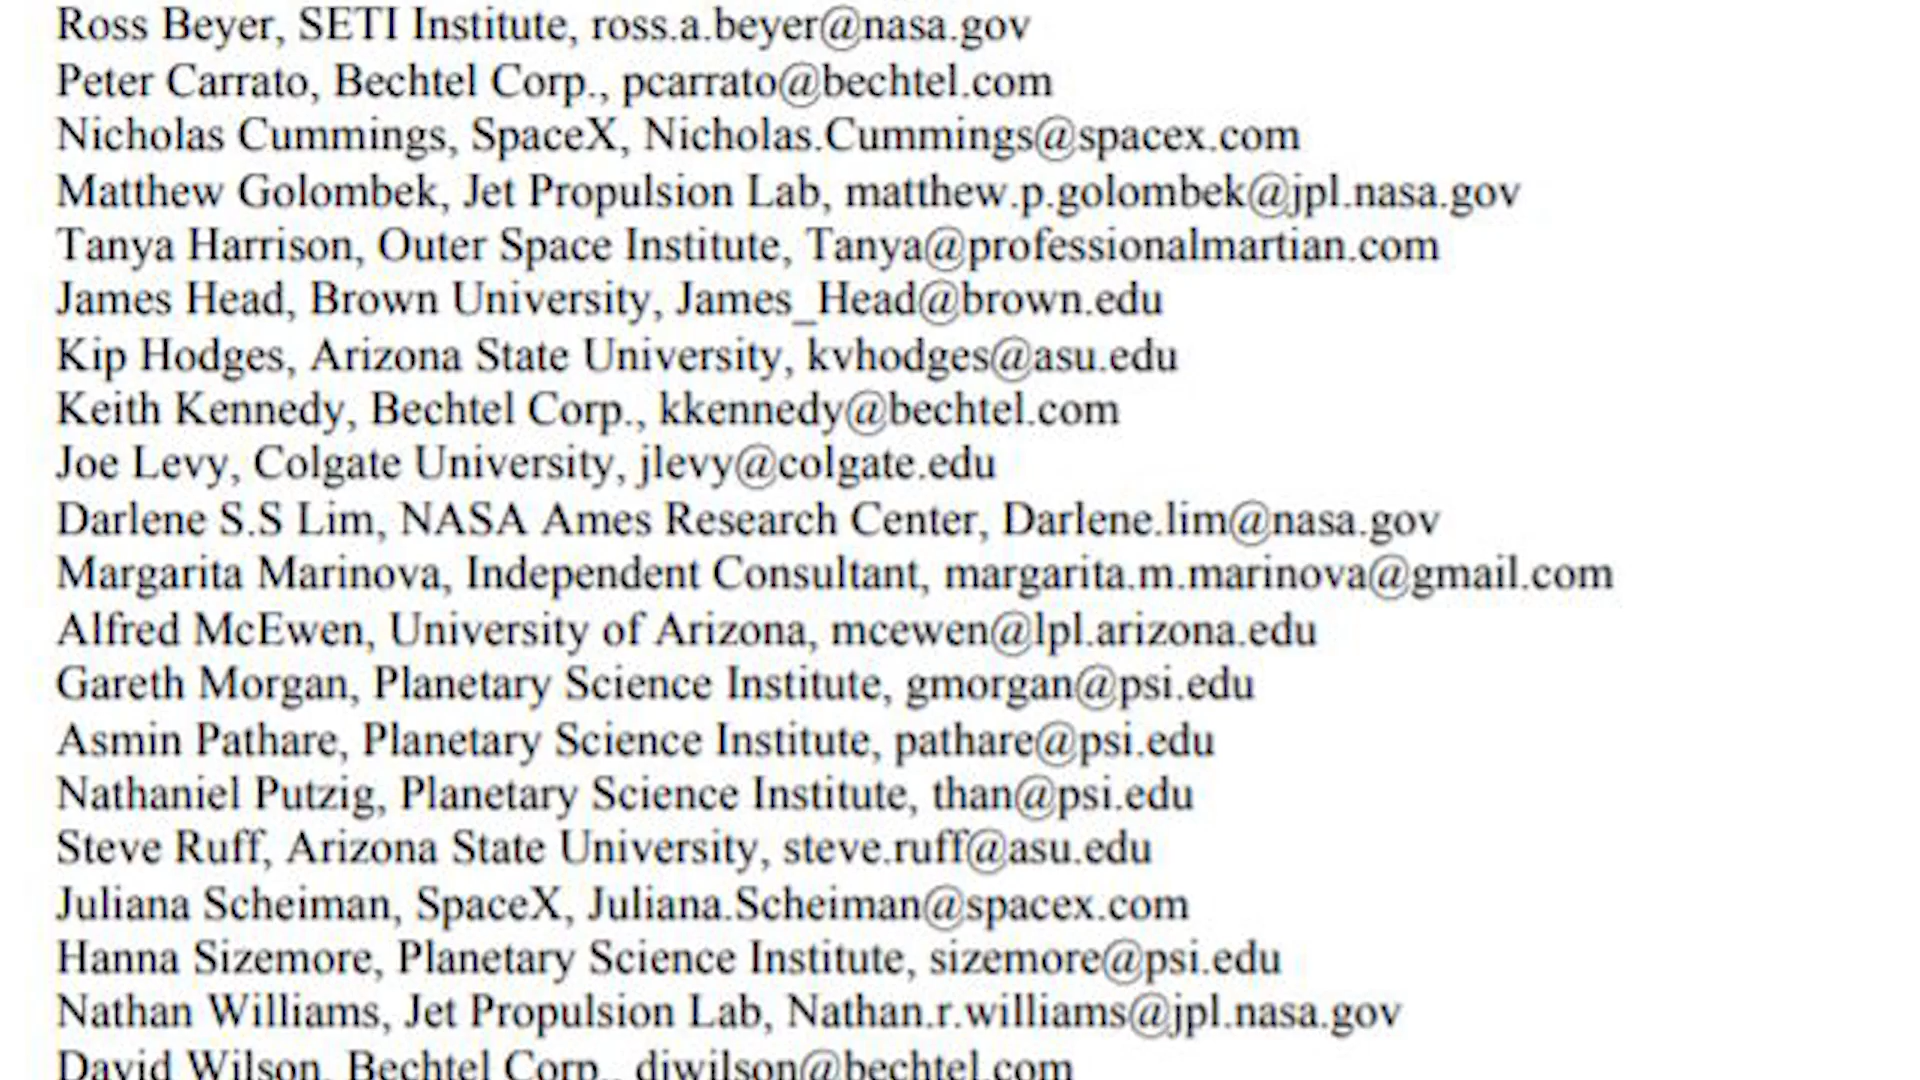 Ross Beyer, SETI Institute, ross.a.beyer@nasa.gov
Peter Carrato, Bechtel Corp., pcarrato@bechtel.com
Nicholas Cummings, SpaceX, Nicholas.Cummings@spacex.com
Matthew Golombek, Jet Propulsion Lab, matthew.p.golombek@jpl.nasa.gov
Tanya Harrison, Outer Space Institute, Tanya@professionalmartian.com
James Head, Brown University, James_Head@brown.edu
Kip Hodges, Arizona State University, kvhodges@asu.edu
Keith Kennedy, Bechtel Corp., kkennedy@bechtel.com
Joe Levy, Colgate University, jlevy@colgate.edu
Darlene S.S Lim, NASA Ames Research Center, Darlene.lim@nasa.gov
Margarita Marinova, Independent Consultant, margarita.m.marinova@gmail.com
Alfred McEwen, University of Arizona, mcewen@lpl.arizona.edu
Gareth Morgan, Planetary Science Institute, gmorgan@psi.edu
Asmin Pathare, Planetary Science Institute, pathare@psi.edu
Nathaniel Putzig, Planetary Science Institute, than@psi.edu
Steve Ruff, Arizona State University, steve.ruff@asu.edu
Juliana Scheiman, SpaceX, Juliana.Scheiman@spacex.com
Hanna Sizemore, Planetary Science Institute, sizemore@psi.edu
Nathan Williams, Jet Propulsion Lab, Nathan.r.williams@jpl.nasa.gov
David Wilson, Bechtel Corp., diwilson@bechtel.com